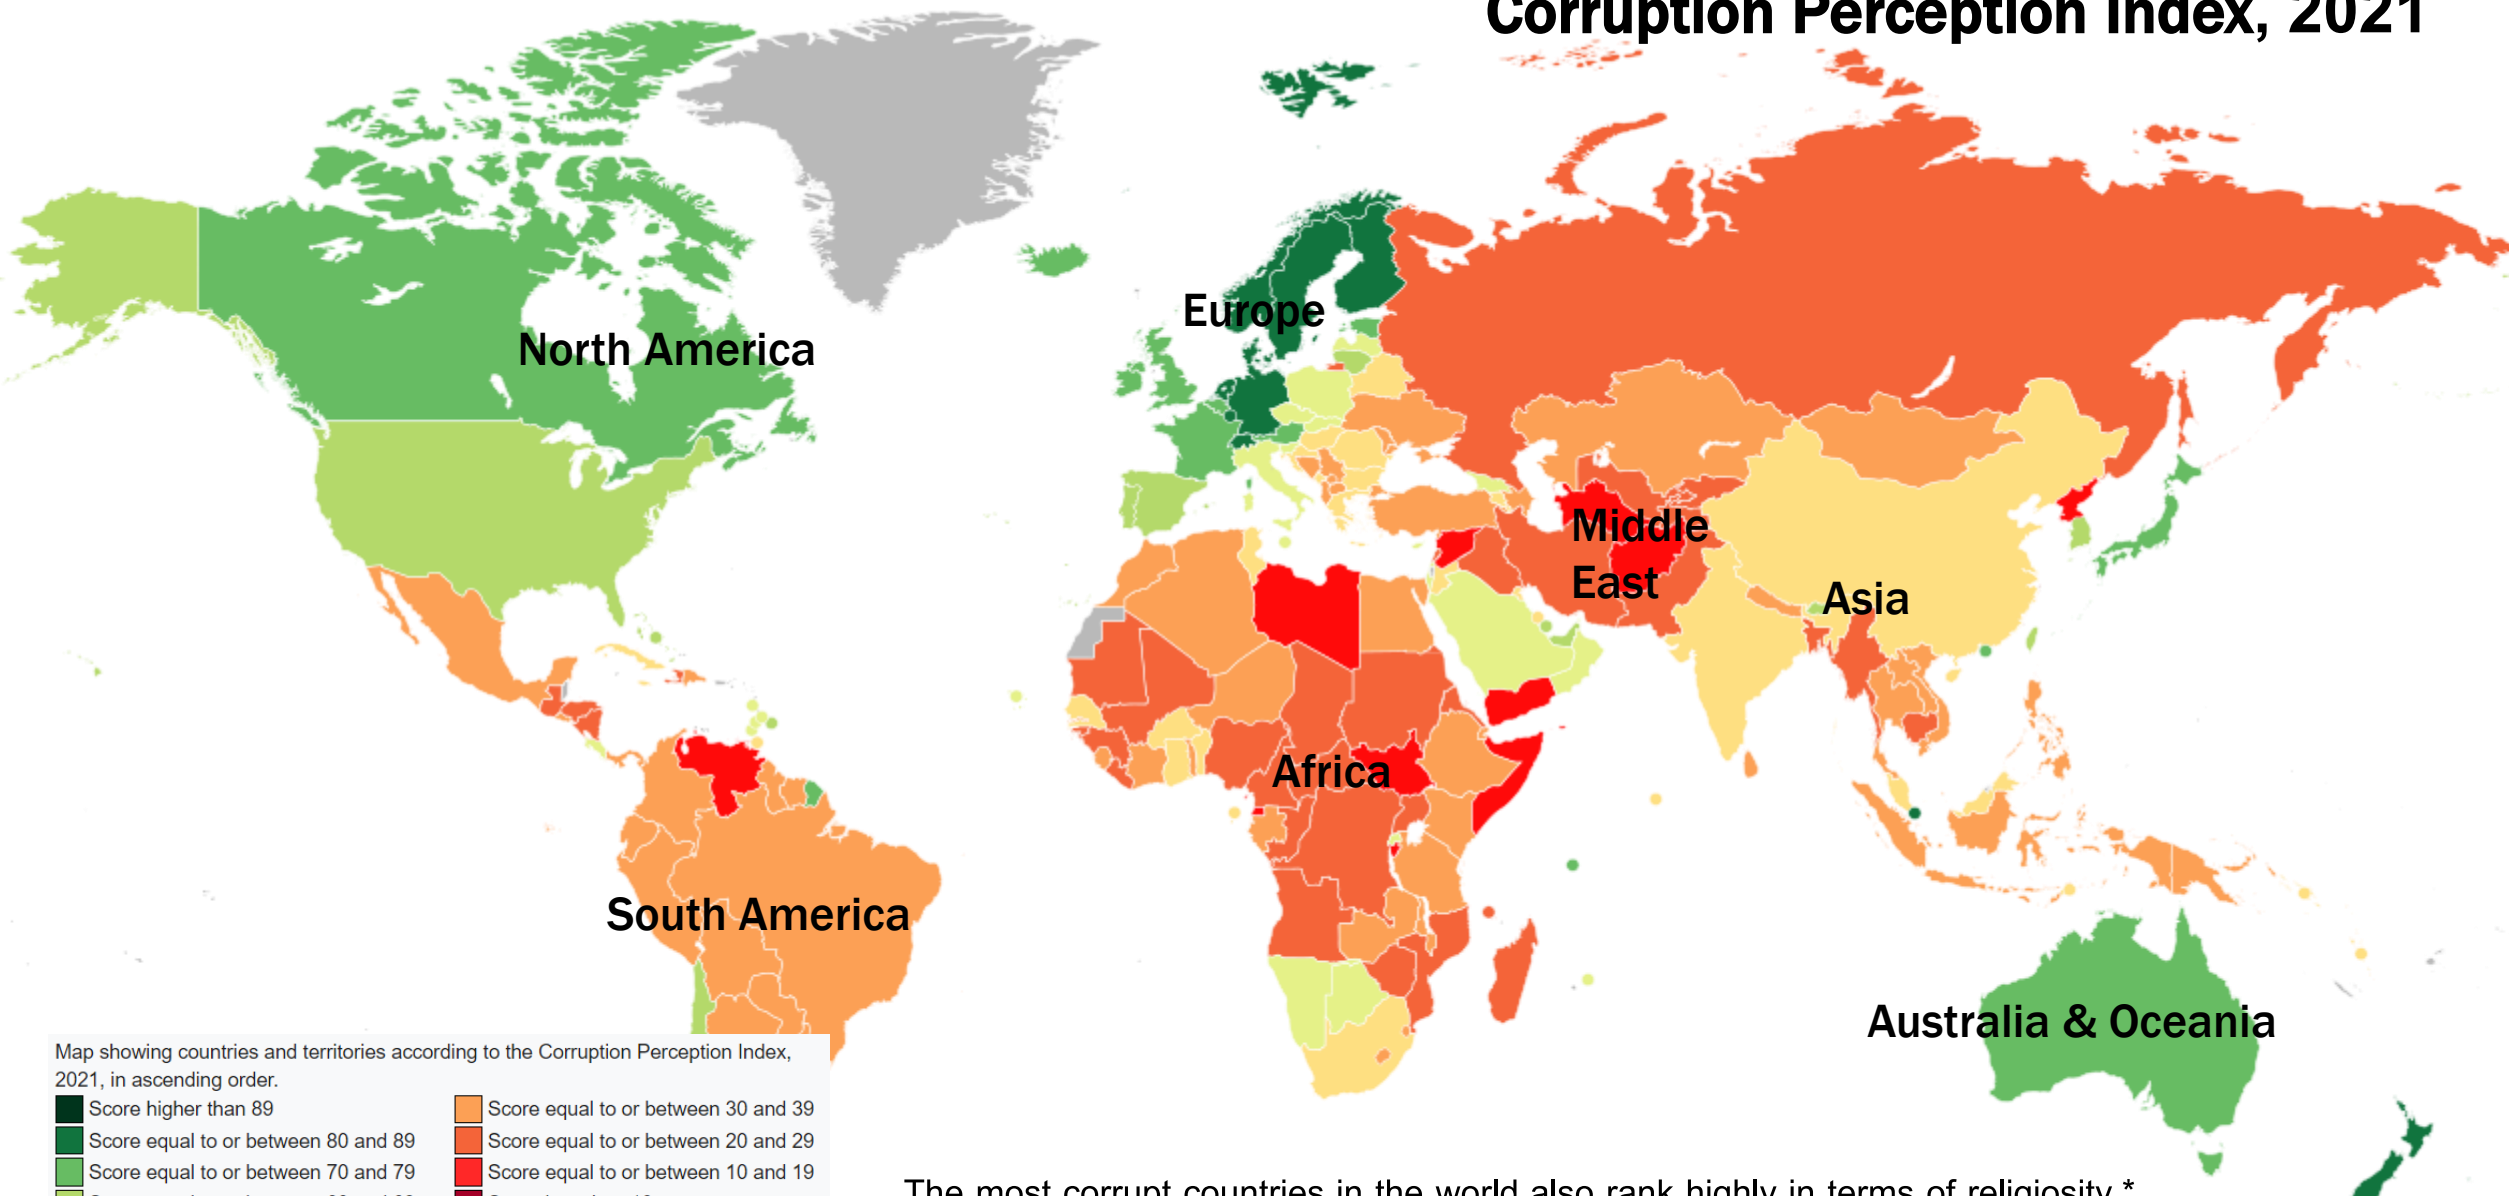 Corruption Perception Index, 2021
Europe
North America
Middle
East
Asia
Africa
South America
Australia & Oceania
Map showing countries and territories according to the Corruption Perception Index,
2021, in ascending order.
Score higher than 89
Score equal to or between 80 and 89
Score equal to or between 70 and 79
Score equal to or between 30 and 39
Score equal to or between 20 and 29
Score equal to or between 10 and 19
The most corrupt countries in the world also rank highly in terms of religiosity.*